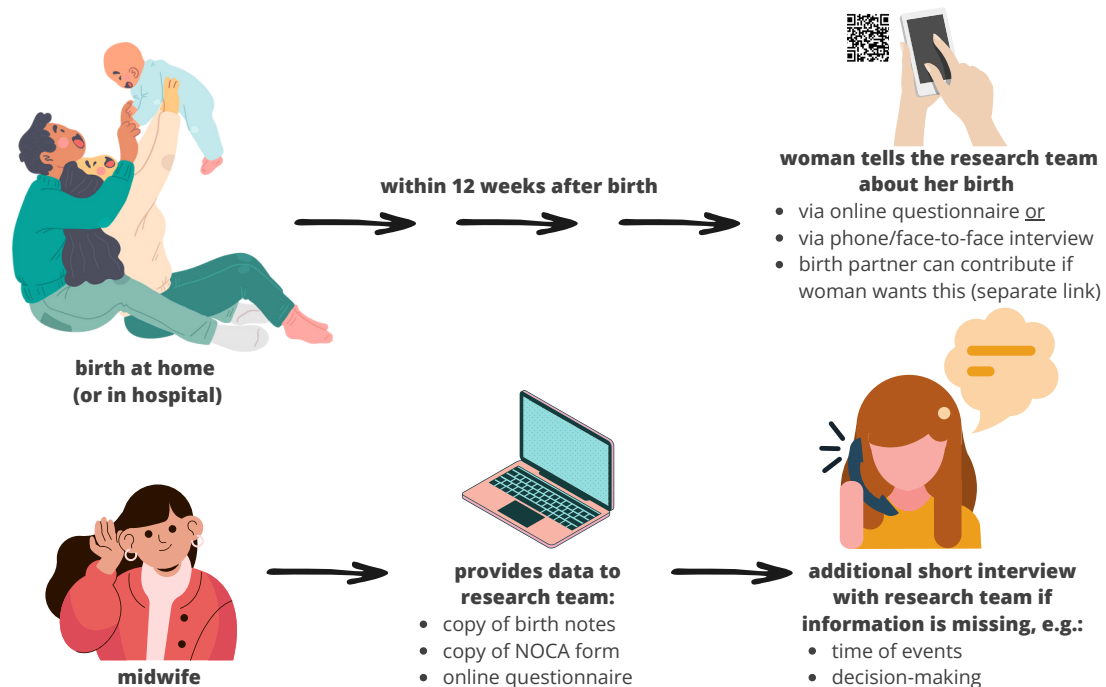 within 12 weeks after birth
woman tells the research team
about her birth
• via online questionnaire or
• via phone/face-to-face interview
• birth partner can contribute if
woman wants this (separate link)
birth at home
(or in hospital)
midwife
provides data to
research team:
• copy of birth notes
• copy of NOCA form
• online questionnaire
additional short interview
with research team if
information is missing, e.g.:
• time of events
• decision-making